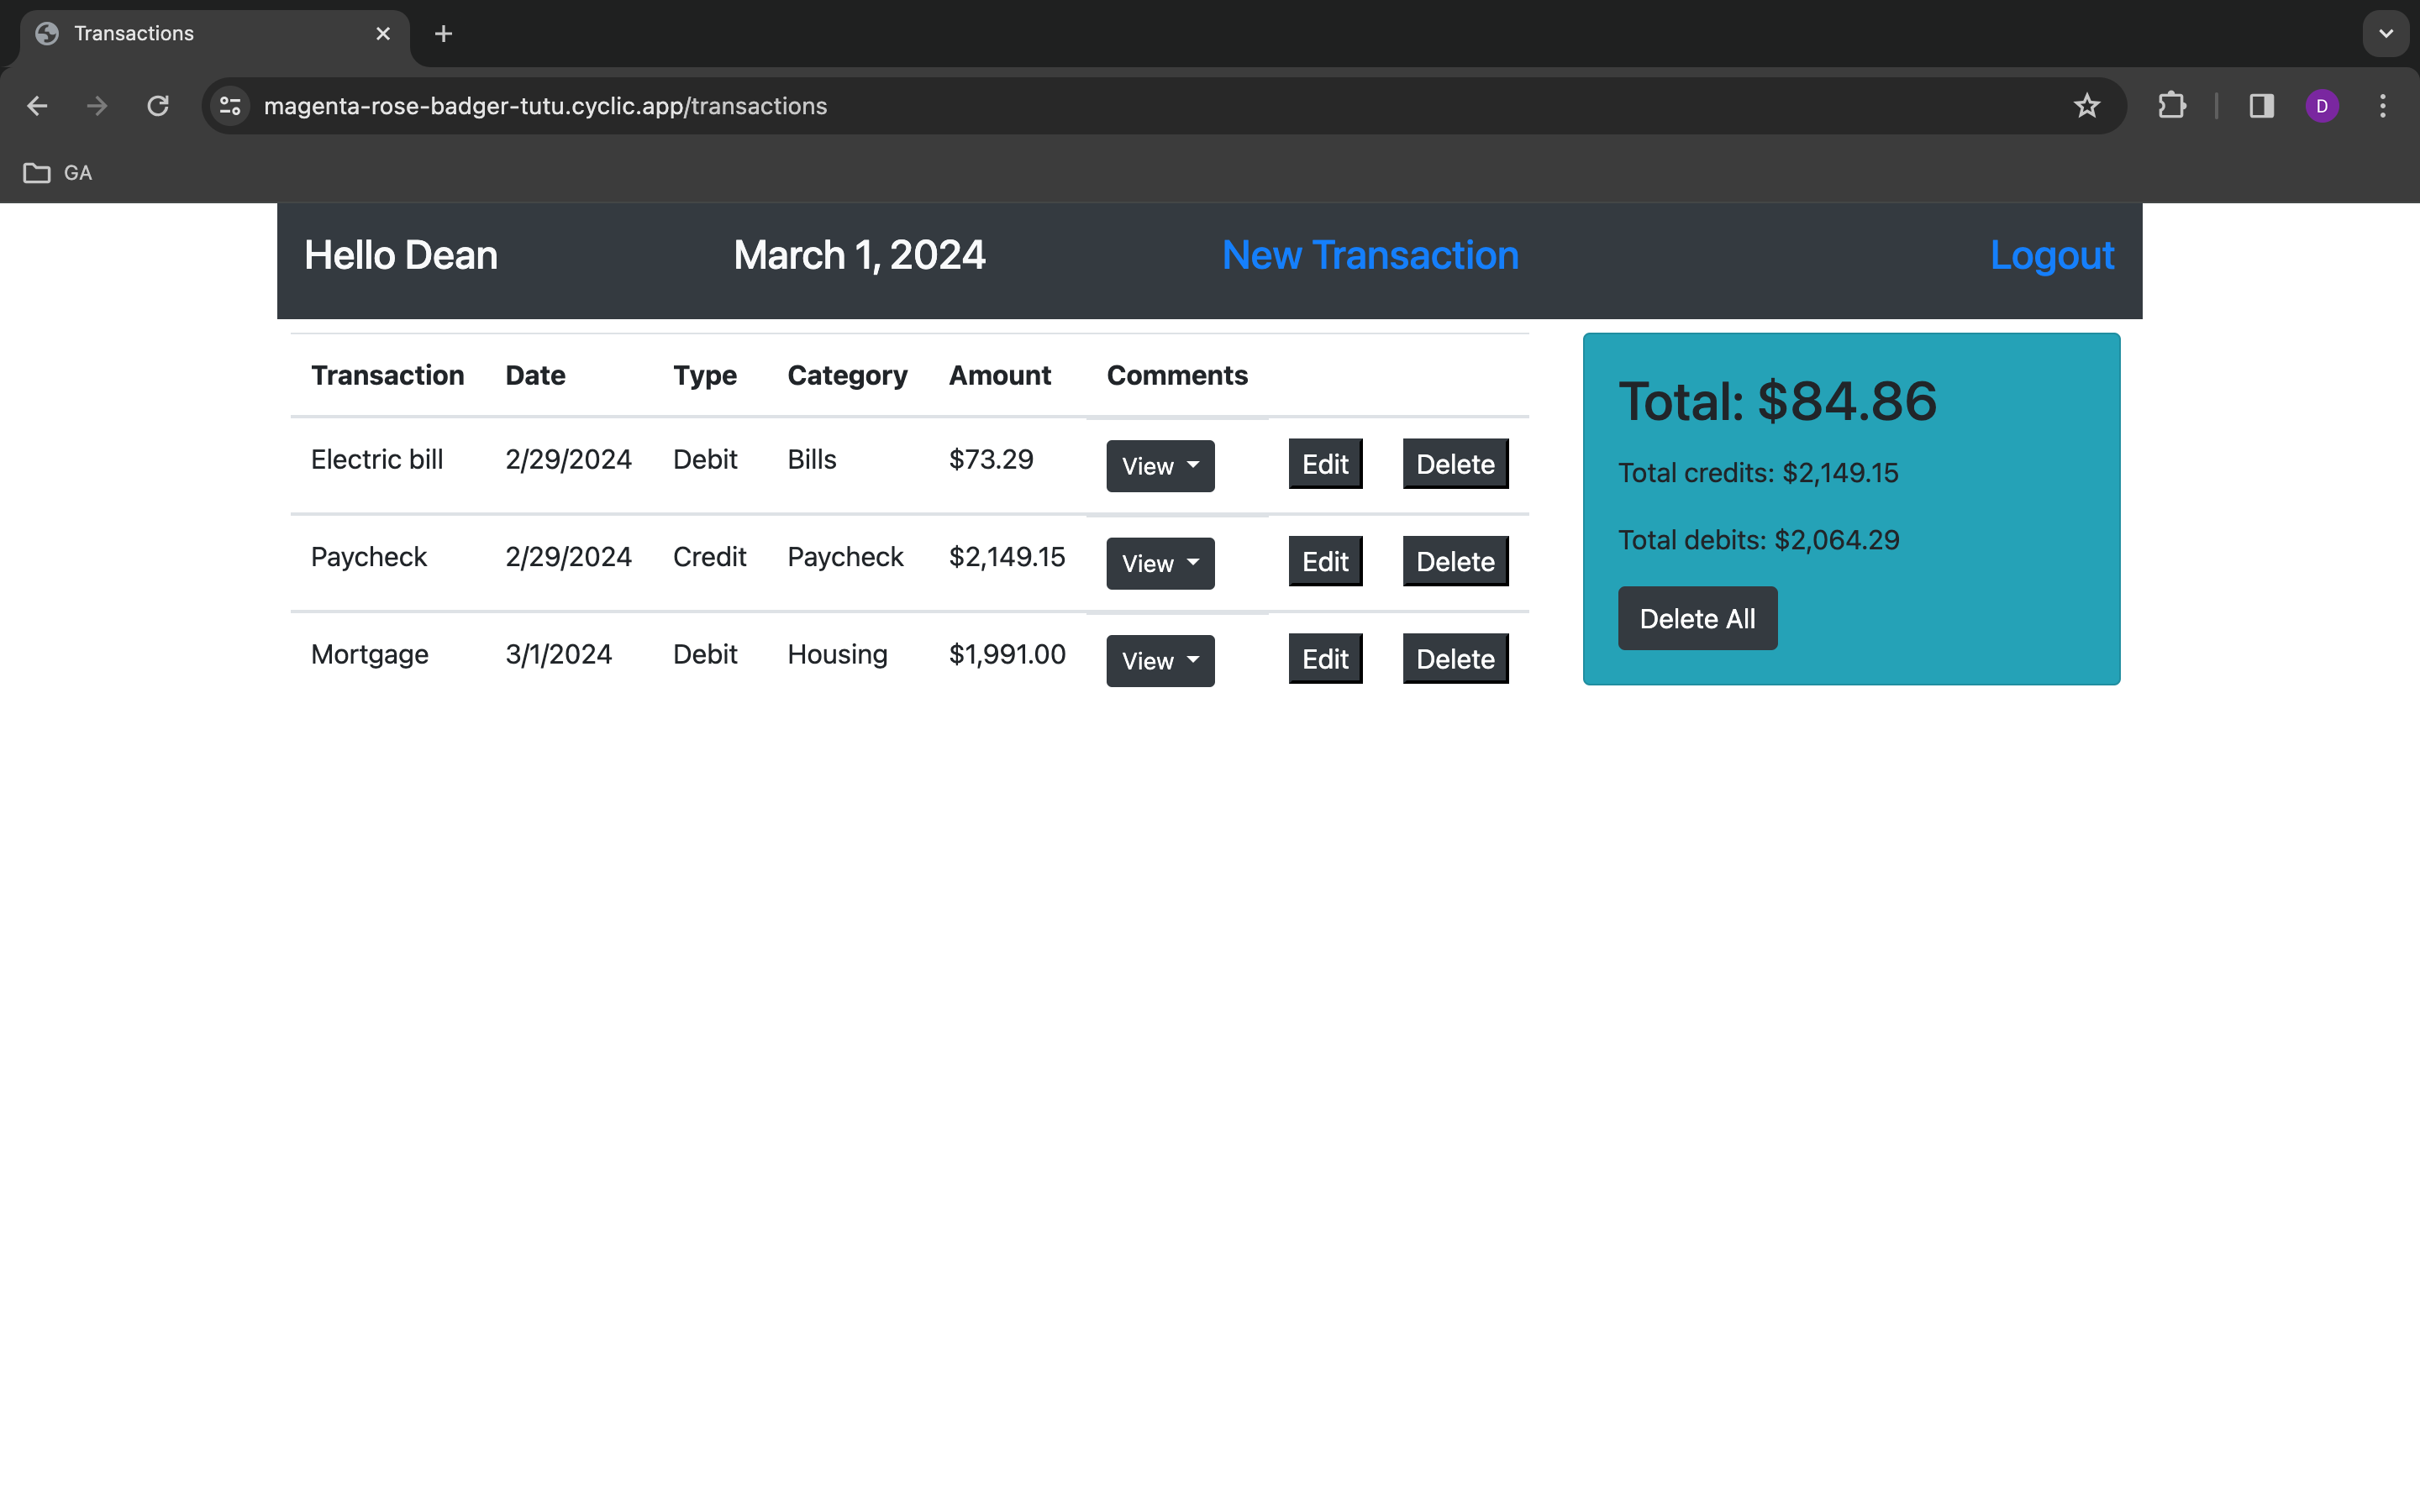 Transactions
magenta-rose-badger-tutu.cyclic.app/transactions
D
GA
Hello Dean March 1, 2024 New Transaction Logout
Transaction Date Type Category Amount Comments
Electric bill 2/29/2024 Debit Bills $73.29 View Edit Delete
Paycheck 2/29/2024 Credit Paycheck $2,149.15 View Edit Delete
Mortgage 3/1/2024 Debit Housing $1,991.00 View Edit Delete
Total: $84.86
Total credits: $2,149.15
Total debits: $2,064.29
Delete All